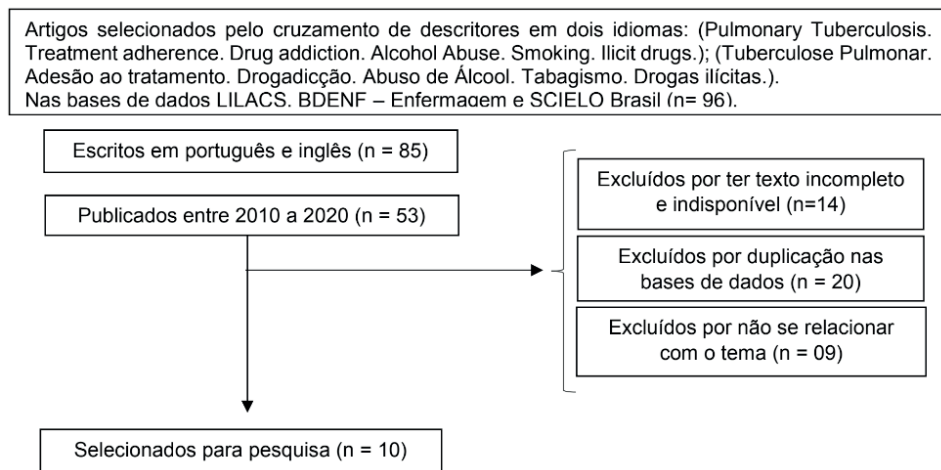 Artigos selecionados pelo cruzamento de descritores em dois idiomas: (Pulmonary Tuberculosis.
Treatment adherence. Drug addiction. Alcohol Abuse. Smoking. Ilicit drugs.); (Tuberculose Pulmonar.
Adesão ao tratamento. Drogadicção. Abuso de Álcool. Tabagismo. Drogas ilícitas.).
Nas bases de dados LILACS. BDENF – Enfermagem e SCIELO Brasil (n= 96).
Escritos em português e inglês (n = 85)
Publicados entre 2010 a 2020 (n = 53)
Excluídos por ter texto incompleto
e indisponível (n=14)
Excluídos por duplicação nas
bases de dados (n = 20)
Excluídos por não se relacionar
com o tema (n = 09)
Selecionados para pesquisa (n = 10)